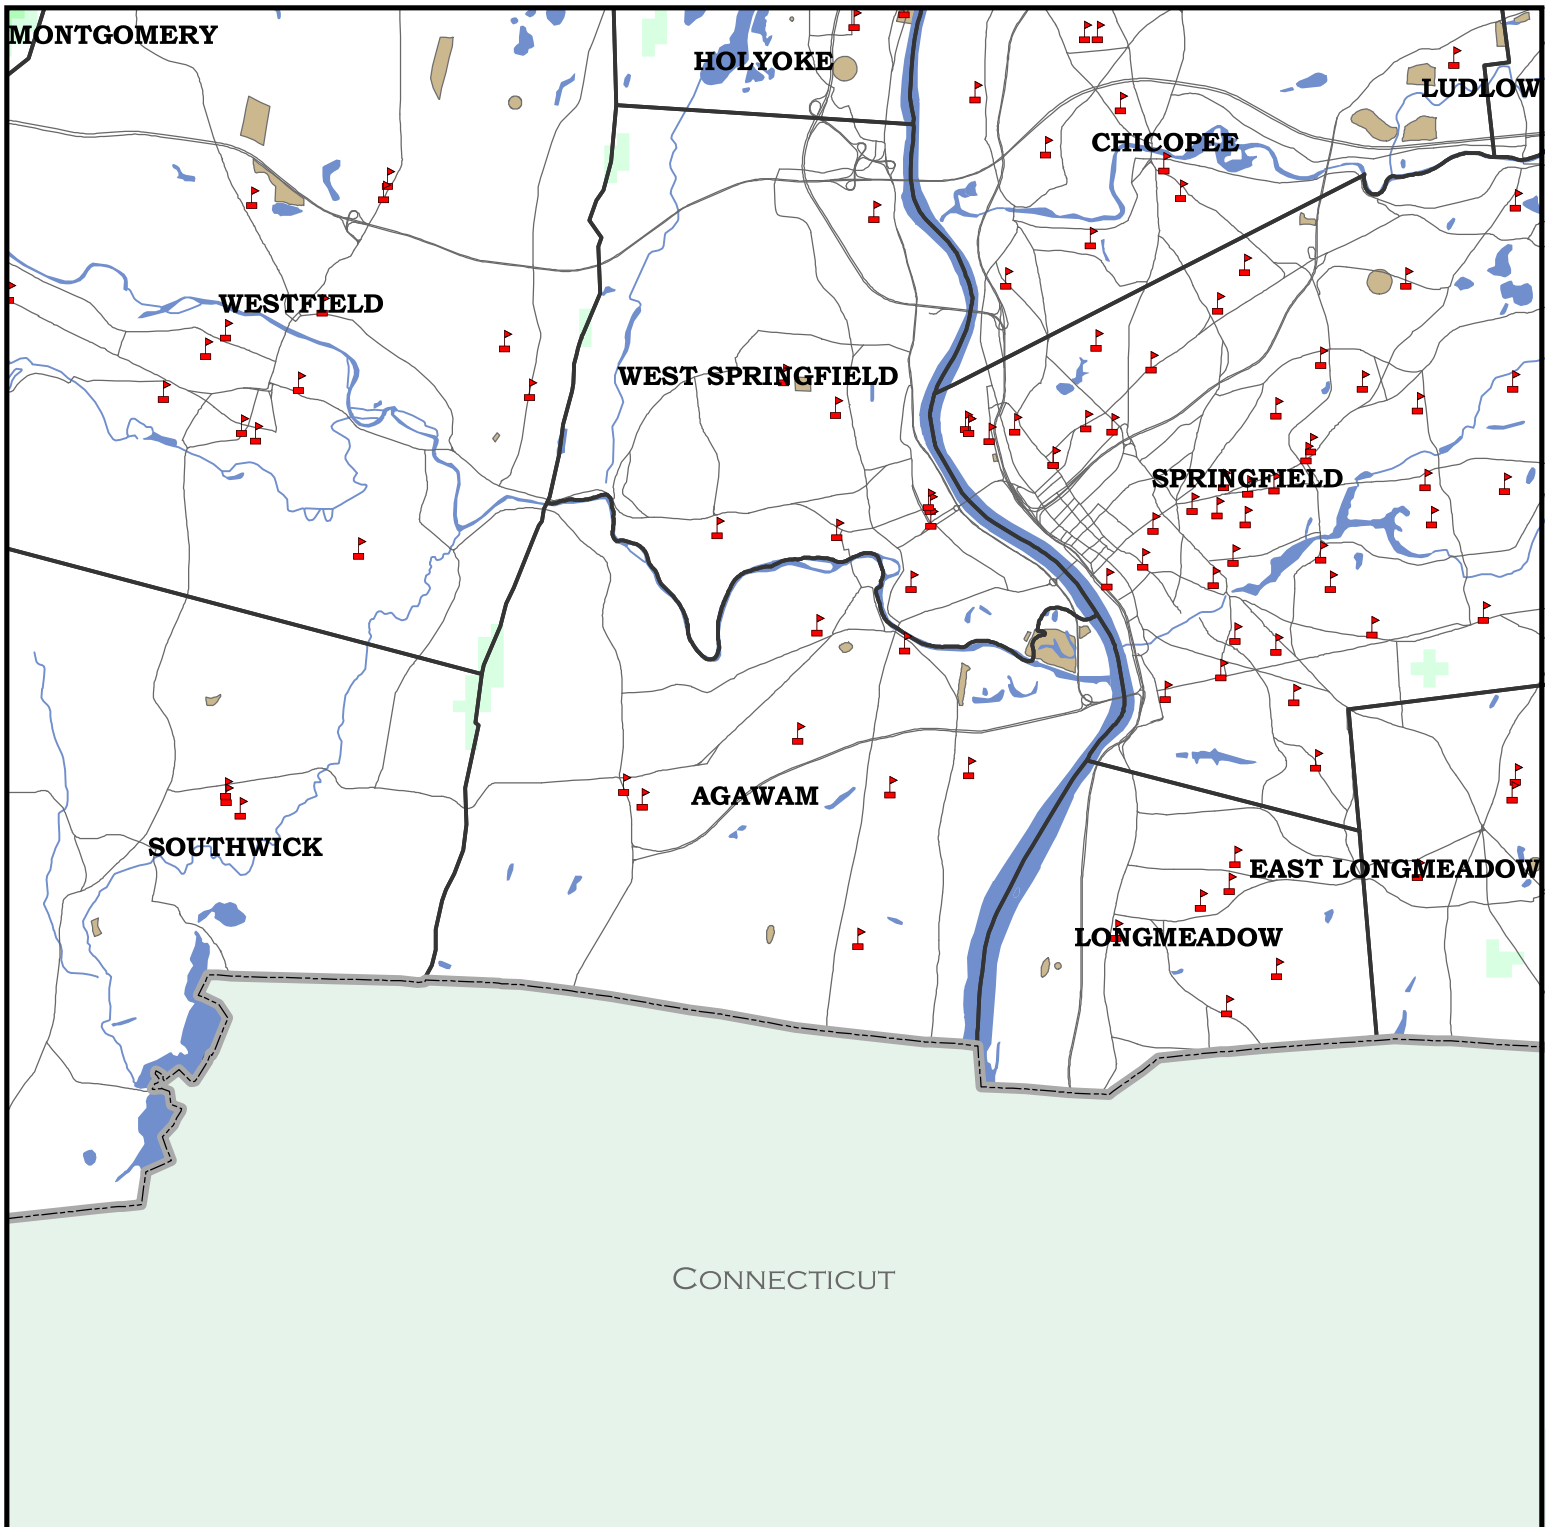 MONTGOMERY
HOLYOKE
LUDLOW
CHICOPEE
WESTFIELD
WEST SPRINGFIELD
SPRINGFIELD
AGAWAM
SOUTHWICK
EAST LONGMEADOW
LONGMEADOW
CONNECTICUT